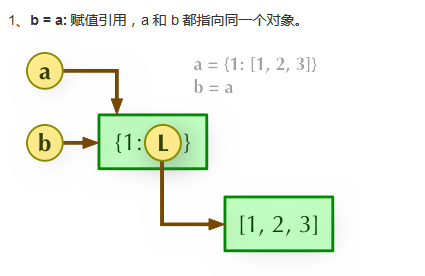 1、b = a: 赋值引用，a 和 b 都指向同一个对象。
a
a = {1: [1, 2, 3]}
b = a
b
{1: L }
[1, 2, 3]